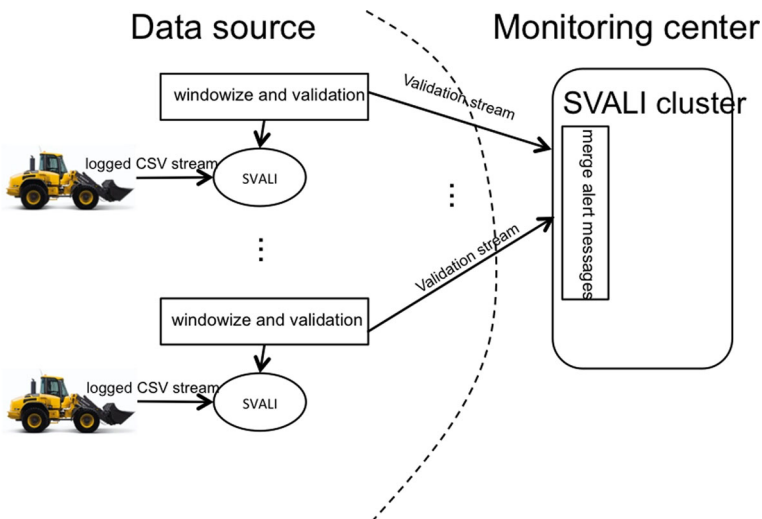 Data source
Monitoring center
windowize and validation
Validation stream
SVALI cluster
merge alert messages
logged CSV stream
SVALI
...
...
Validation stream
windowize and validation
logged CSV stream
SVALI